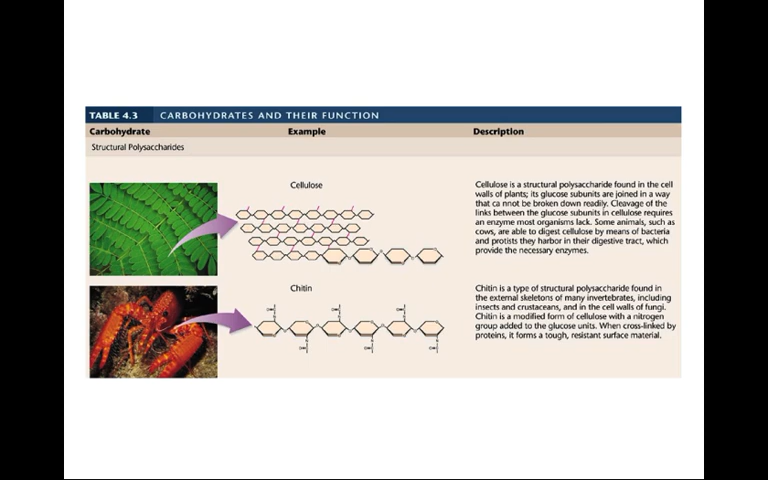 TABLE 4.3 CARBOHYDRATES AND THEIR FUNCTION
Carbohydrate Example Description
Structural Polysaccharides
Cellulose
Cellulose is a structural polysaccharide found in the cell
walls of plants; its glucose subunits are joined in a way
that ca nnot be broken down readily. Cleavage of the
links between the glucose subunits in cellulose requires
an enzyme most organisms lack. Some animals, such as
cows, are able to digest cellulose by means of bacteria
and protists they harbor in their digestive tract, which
provide the necessary enzymes.
Chitin
Chitin is a type of structural polysaccharide found in
the external skeletons of many invertebrates, including
insects and crustaceans, and in the cell walls of fungi.
Chitin is a modified form of cellulose with a nitrogen
group added to the glucose units. When cross-linked by
proteins, it forms a tough, resistant surface material.